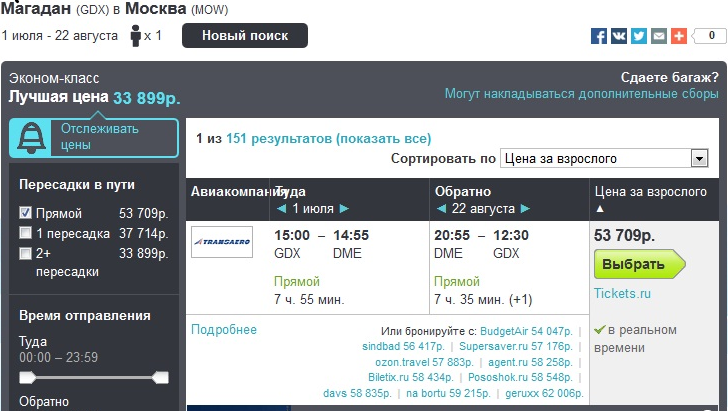 Магадан (GDX) в Москва (MOW)
1 июля - 22 августа x 1 Новый поиск
0
Эконом-класс
Лучшая цена 33 899р.
Сдаете багаж?
Могут накладываться дополнительные сборы
Отслеживать
цены
1 из 151 результатов (показать все)
Сортировать по Цена за взрослого
Пересадки в пути
Прямой 53 709р.
1 пересадка 37 714р.
2+ 33 899р.
пересадки
Время отправления
Туда
00:00 – 23:59
Обратно
Авиакомпания Туда Обратно Цена за взрослого
1 июля 22 августа
TRANSAERO
15:00 – 14:55
GDX DME
Прямой
7 ч. 55 мин.
20:55 – 12:30
DME GDX
Прямой
7 ч. 35 мин. (+1)
53 709р.
Выбрать
Tickets.ru
в реальном
времени
Подробнее
Или бронируйте с: BudgetAir 54 047р. |
sindbad 56 417р. | Supersaver.ru 57 176р. |
ozon.travel 57 883р. | agent.ru 58 258р. |
Biletix.ru 58 434р. | Pososhok.ru 58 548р. |
davs 58 835р. | na bortu 59 215р. | geruxx 62 006р.